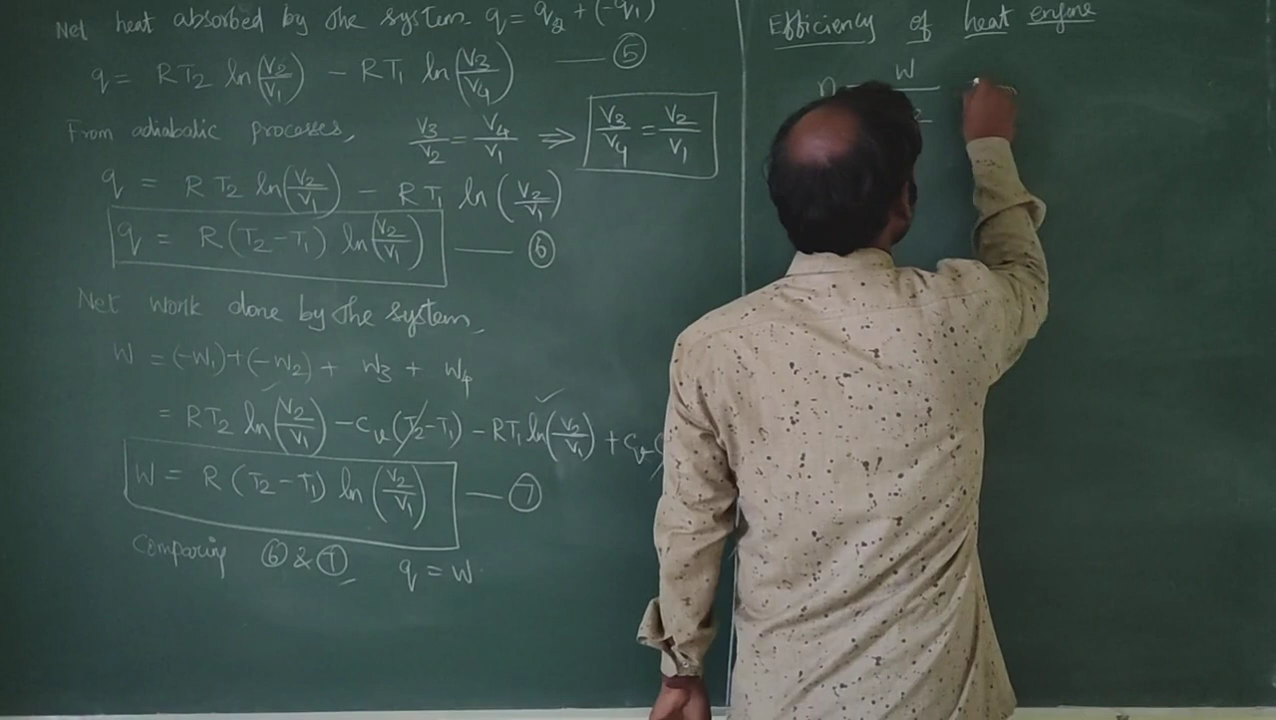 Net heat absorbed by the system. q = q₂ + (-q₁)
q = RT₂ ln(V₂/V₁) - RT₁ ln(V₃/V₄) —— ⑤
From adiabatic processes, V₃/V₂ = V₄/V₁ ⇒ V₃/V₄ = V₂/V₁
q = RT₂ ln(V₂/V₁) - RT₁ ln(V₂/V₁)
q = R(T₂-T₁) ln(V₂/V₁) —— ⑥
Net work done by the system,
W = (-W₁)+(-W₂) + W₃ + W₄
= RT₂ ln(V₂/V₁) - Cᵥ(T₂-T₁) - RT₁ ln(V₂/V₁) + Cᵥ(
W = R(T₂-T₁) ln(V₂/V₁) —— ⑦
Comparing ⑥ & ⑦, q = W
Efficiency of heat engine
W